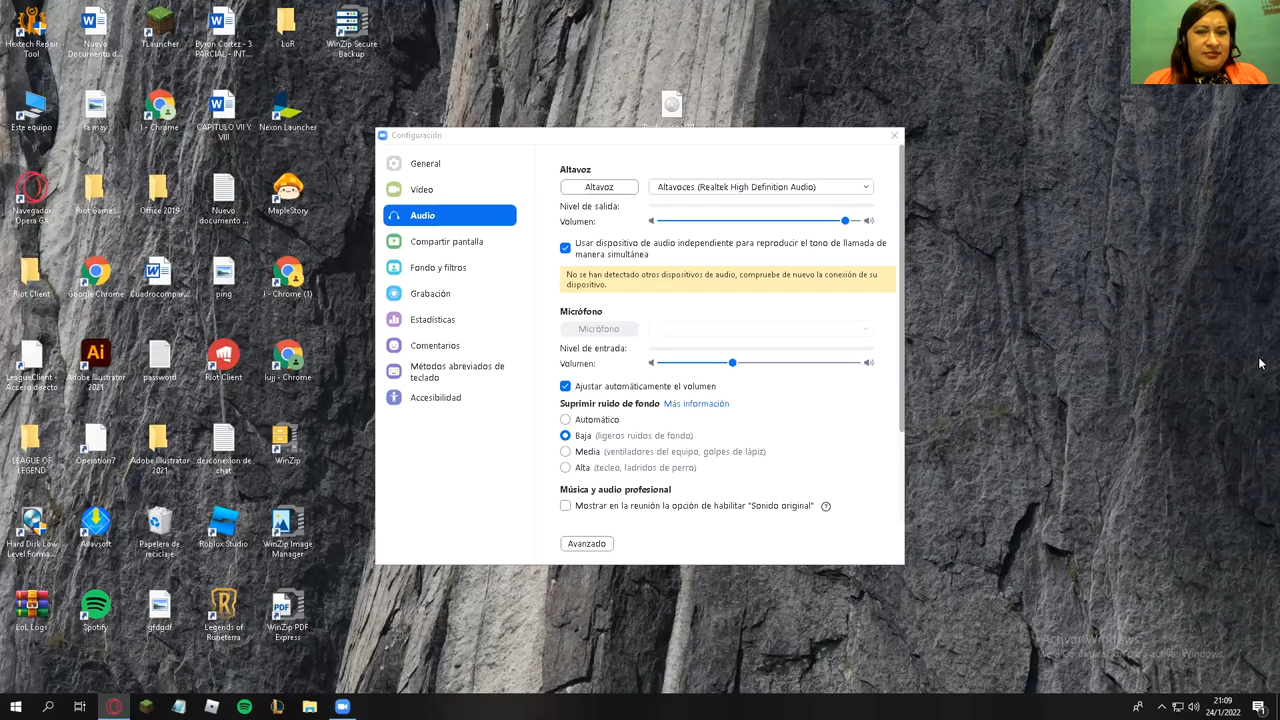 Hextech Repair
Tool
Nuevo
Documento d...
TLauncher
Byron Cortez - 3
PARCIAL - INT...
LoR
WinZip Secure
Backup
Este equipo
la may
I - Chrome
CAPITULO VII Y
VIII
Nexon Launcher
Navegador
Opera GX
Riot Games
Office 2019
Nuevo
documento ...
MapleStory
Riot Client
Google Chrome
Cuadrocompar...
ping
I - Chrome (1)
LeagueClient -
Acceso directo
Adobe Illustrator
2021
password
Riot Client
lujj - Chrome
LEAGUE OF
LEGEND
Operation7
Adobe Illustrator
2021
desconexion de
chat
WinZip
Hard Disk Low
Level Forma...
Allavsoft
Papelera de
reciclaje
Roblox Studio
WinZip Image
Manager
LoL Logs
Spotify
gfdgdf
Legends of
Runeterra
WinZip PDF
Express
Configuración
General
Vídeo
Audio
Compartir pantalla
Fondo y filtros
Grabación
Estadísticas
Comentarios
Métodos abreviados de
teclado
Accesibilidad
Altavoz
Altavoz
Altavoces (Realtek High Definition Audio)
Nivel de salida:
Volumen:
Usar dispositivo de audio independiente para reproducir el tono de llamada de
manera simultánea
No se han detectado otros dispositivos de audio, compruebe de nuevo la conexión de su
dispositivo.
Micrófono
Micrófono
Nivel de entrada:
Volumen:
Ajustar automáticamente el volumen
Suprimir ruido de fondo Más información
Automático
Baja (ligeros ruidos de fondo)
Media (ventiladores del equipo, golpes de lápiz)
Alta (tecleo, ladridos de perro)
Música y audio profesional
Mostrar en la reunión la opción de habilitar "Sonido original"
Avanzado
Activar Windows
Ve a Configuración para activar Windows.
21:09
24/1/2022